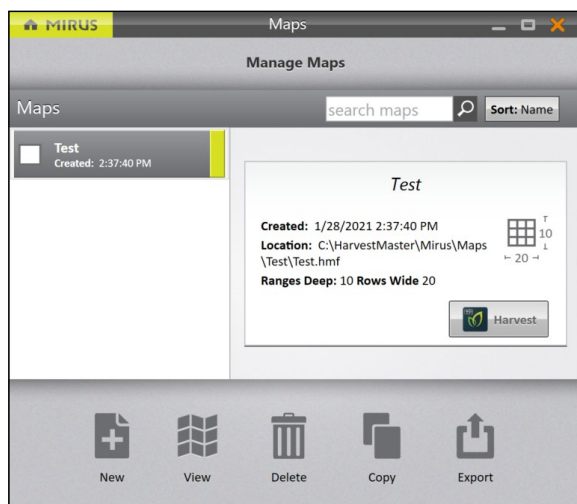 MIRUS
Maps
Manage Maps
Maps
search maps
Sort: Name
Test
Created: 2:37:40 PM
Test
Created: 1/28/2021 2:37:40 PM
Location: C:\HarvestMaster\Mirus\Maps
\Test\Test.hmf
Ranges Deep: 10 Rows Wide 20
10
20
Harvest
New
View
Delete
Copy
Export